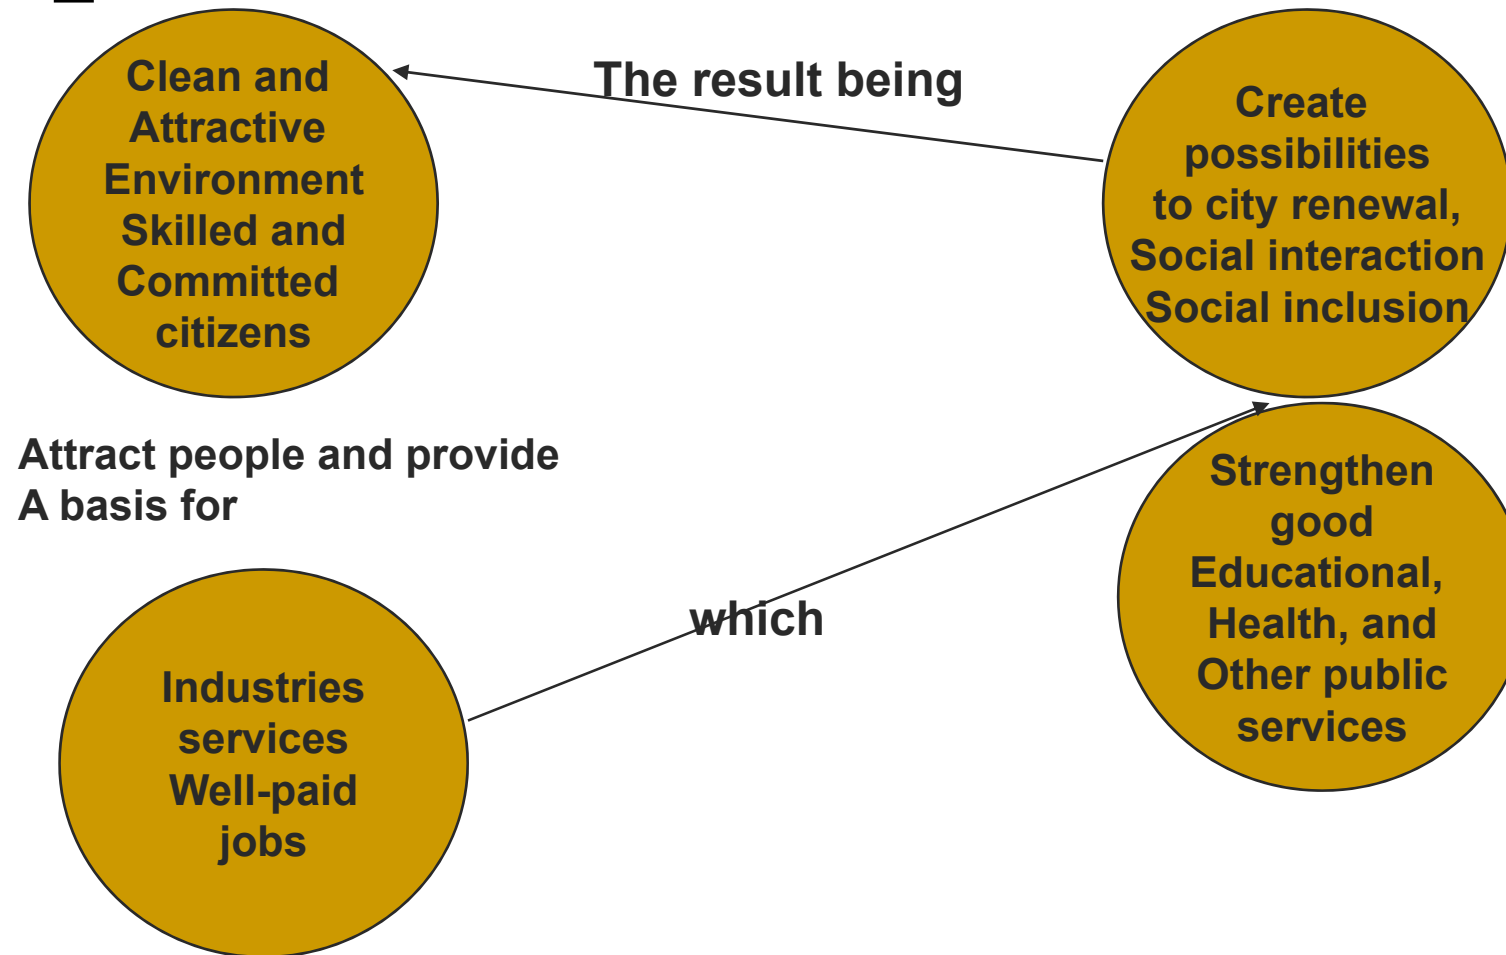 Clean and
Attractive
Environment
Skilled and
Committed
citizens
The result being
Create
possibilities
to city renewal,
Social interaction
Social inclusion
Attract people and provide
A basis for
which
Industries
services
Well-paid
jobs
Strengthen
good
Educational,
Health, and
Other public
services